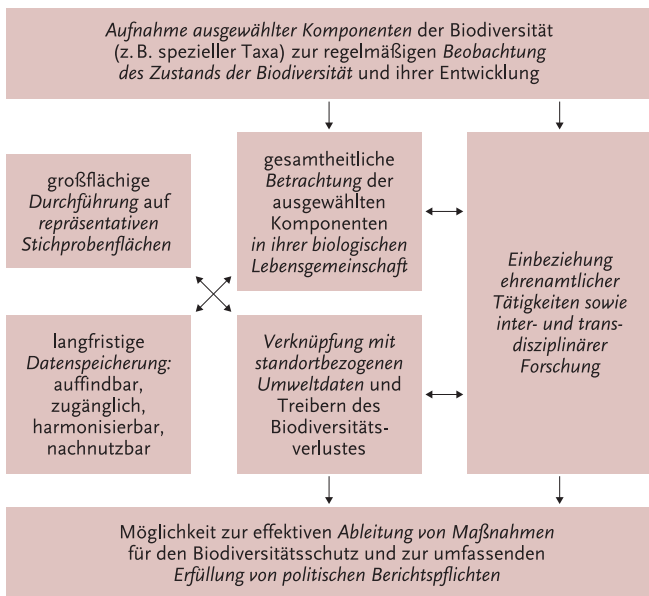 Aufnahme ausgewählter Komponenten der Biodiversität
(z. B. spezieller Taxa) zur regelmäßigen Beobachtung
des Zustands der Biodiversität und ihrer Entwicklung
großflächige
Durchführung auf
repräsentativen
Stichprobenflächen
gesamtheitliche
Betrachtung der
ausgewählten
Komponenten
in ihrer biologischen
Lebensgemeinschaft
Einbeziehung
ehrenamtlicher
Tätigkeiten sowie
inter- und trans-
disziplinärer
Forschung
langfristige
Datenspeicherung:
auffindbar,
zugänglich,
harmonisierbar,
nachnutzbar
Verknüpfung mit
standortbezogenen
Umweltdaten und
Treibern des
Biodiversitäts-
verlustes
Möglichkeit zur effektiven Ableitung von Maßnahmen
für den Biodiversitätsschutz und zur umfassenden
Erfüllung von politischen Berichtspflichten